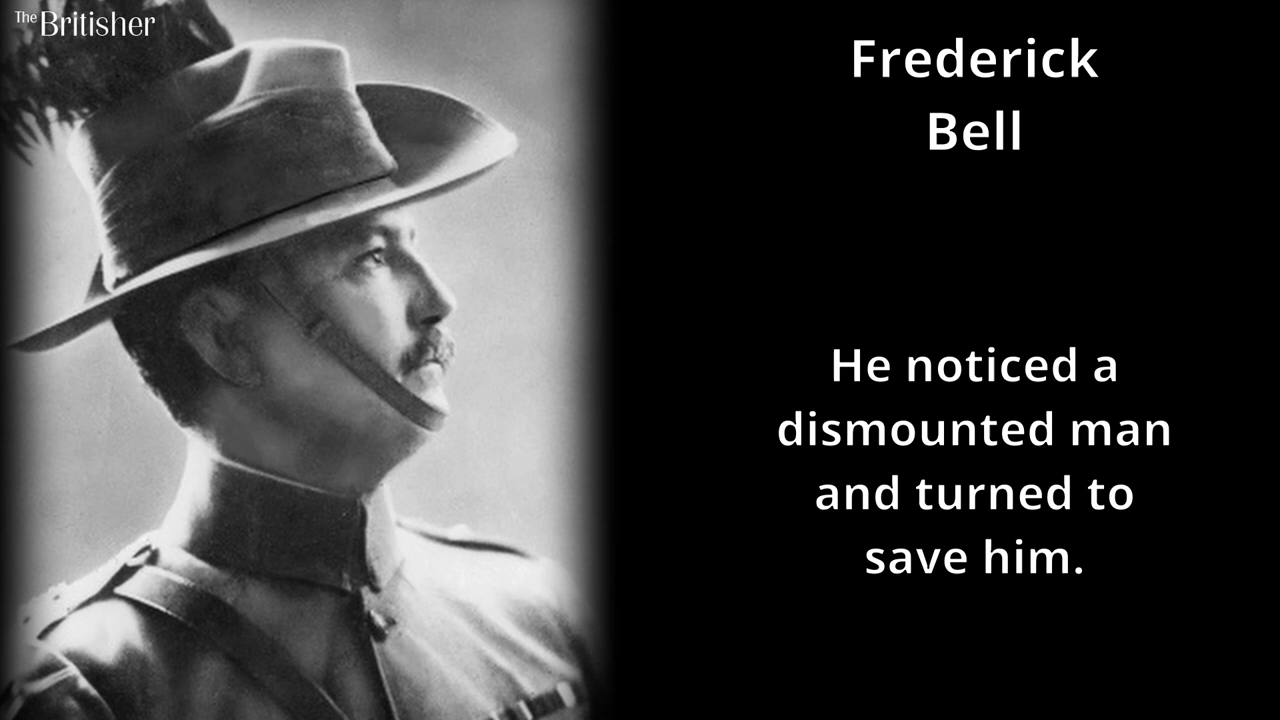 The Britisher
Frederick
Bell
He noticed a
dismounted man
and turned to
save him.